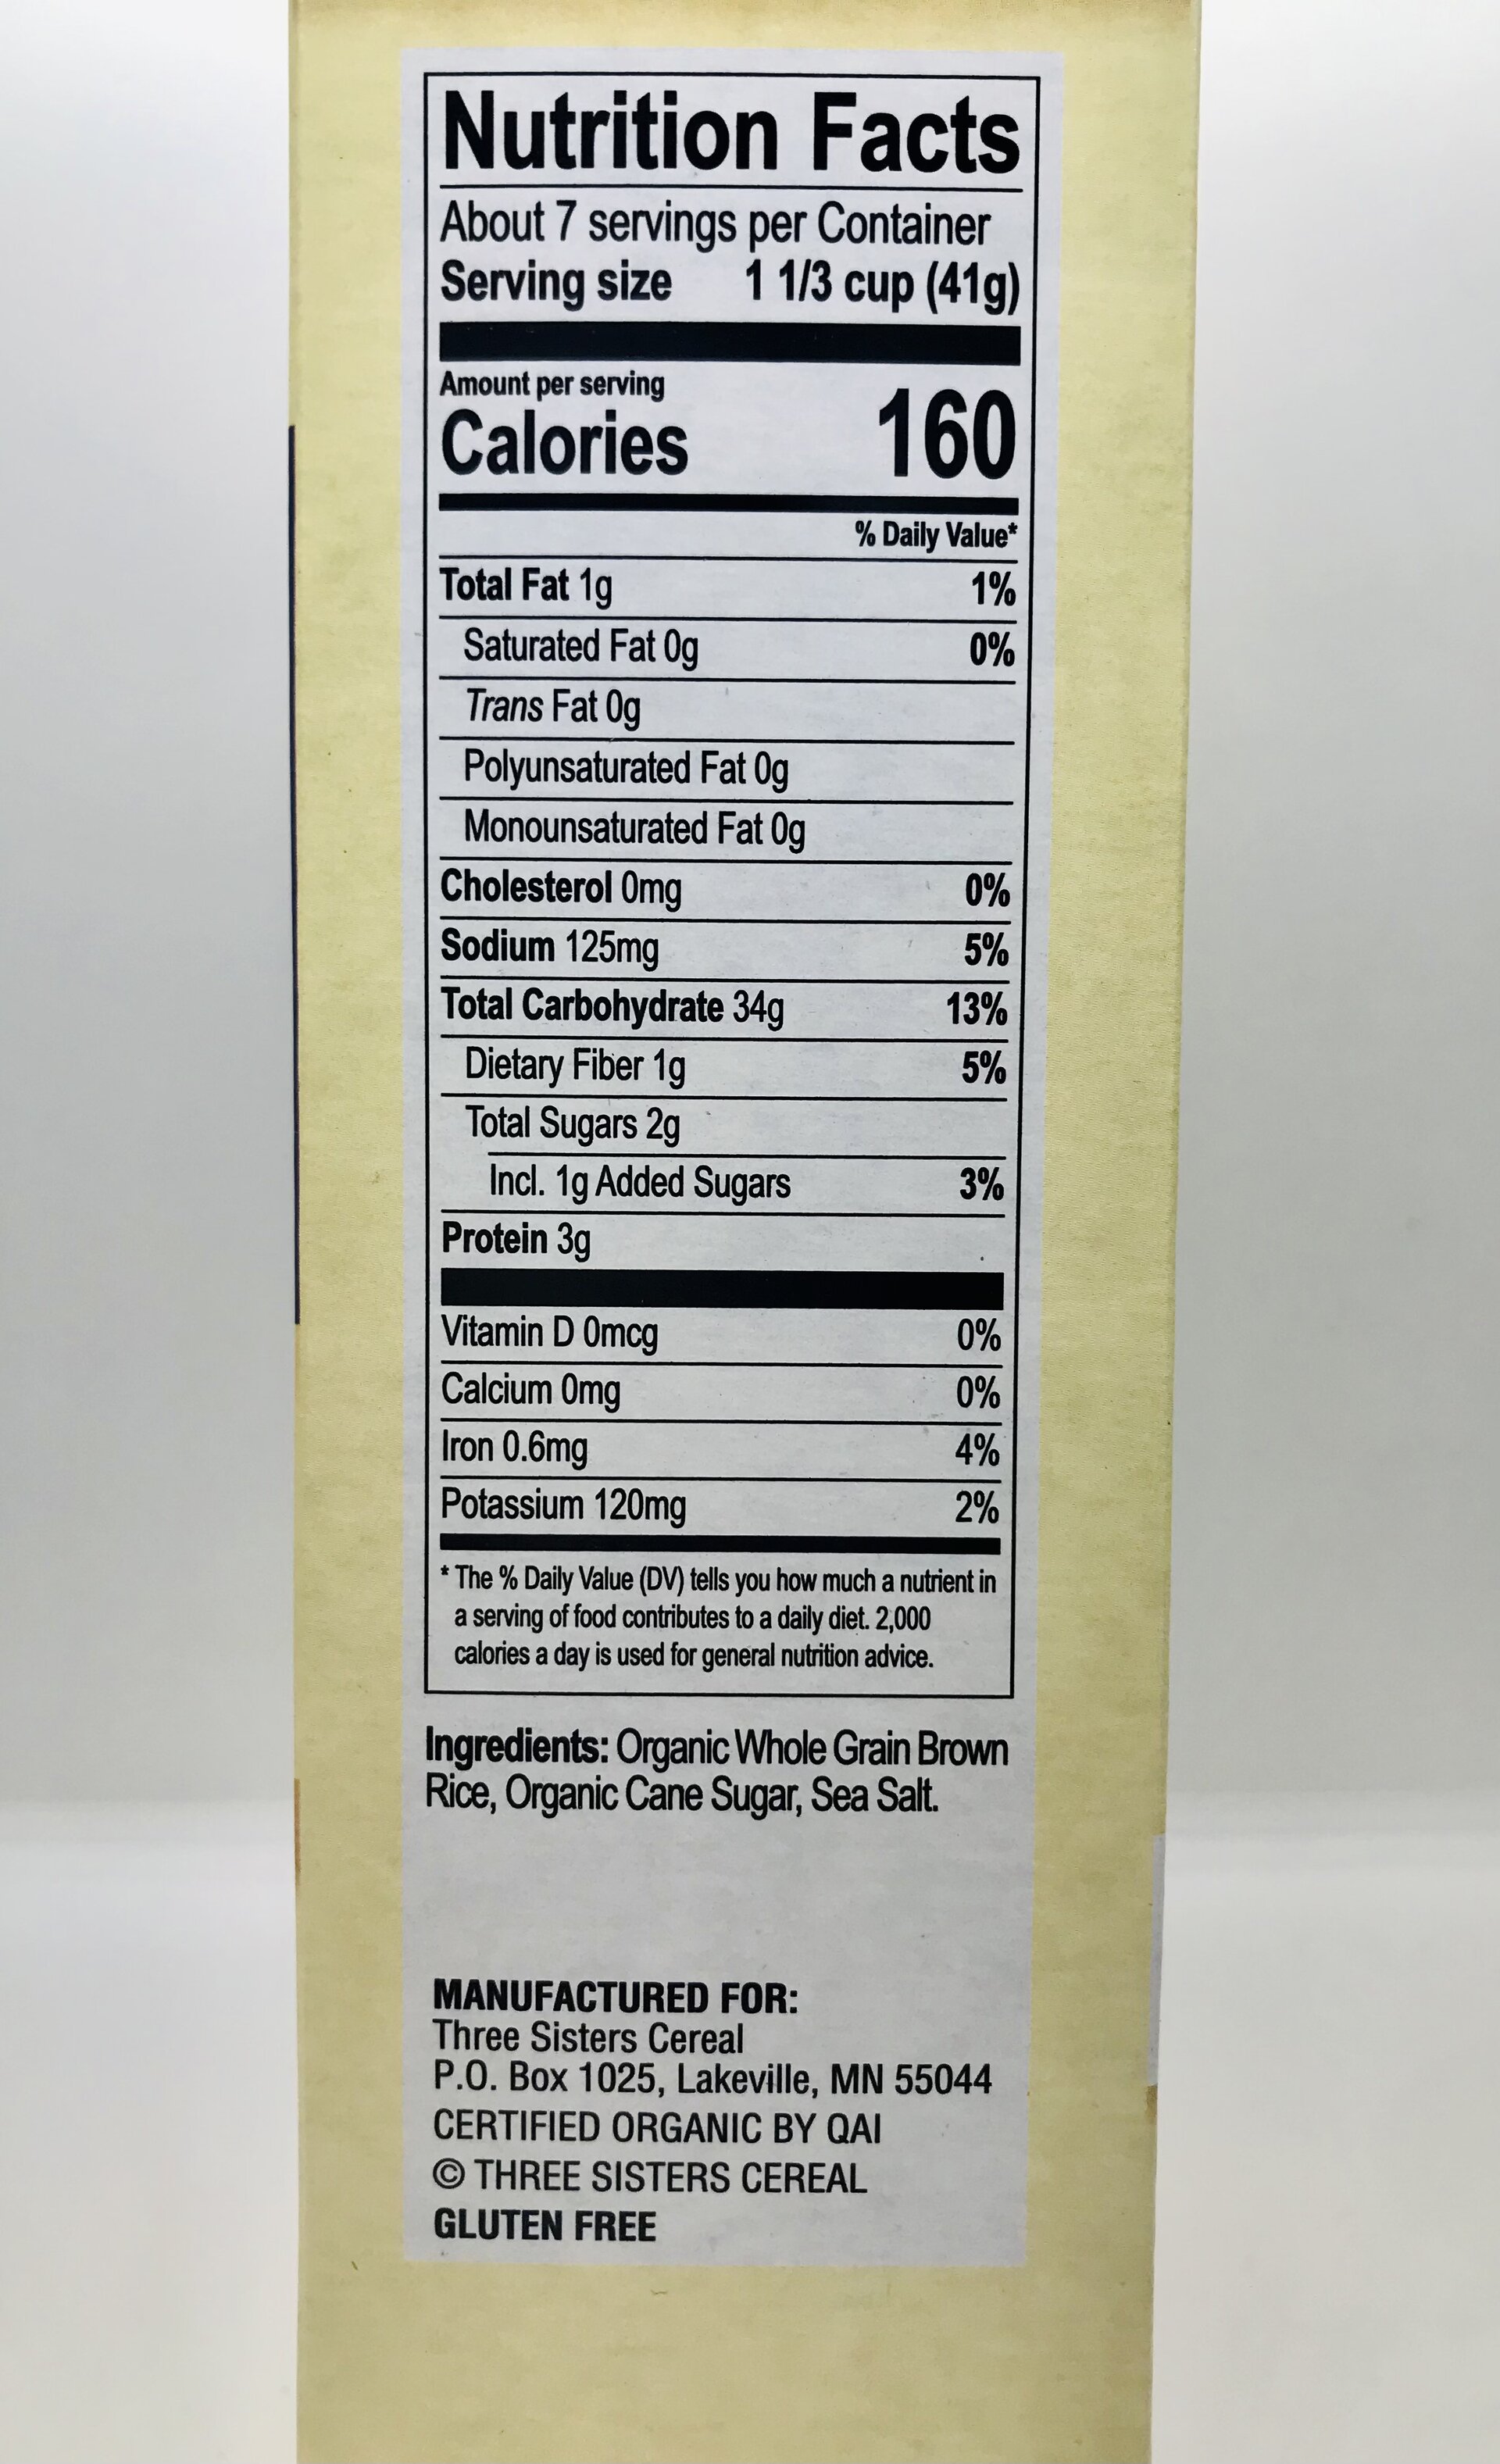 Nutrition Facts
About 7 servings per Container
Serving size 1 1/3 cup (41g)
Amount per serving
Calories 160
% Daily Value*
Total Fat 1g 1%
Saturated Fat 0g 0%
Trans Fat 0g
Polyunsaturated Fat 0g
Monounsaturated Fat 0g
Cholesterol 0mg 0%
Sodium 125mg 5%
Total Carbohydrate 34g 13%
Dietary Fiber 1g 5%
Total Sugars 2g
Incl. 1g Added Sugars 3%
Protein 3g
Vitamin D 0mcg 0%
Calcium 0mg 0%
Iron 0.6mg 4%
Potassium 120mg 2%
* The % Daily Value (DV) tells you how much a nutrient in
a serving of food contributes to a daily diet. 2,000
calories a day is used for general nutrition advice.
Ingredients: Organic Whole Grain Brown
Rice, Organic Cane Sugar, Sea Salt.
MANUFACTURED FOR:
Three Sisters Cereal
P.O. Box 1025, Lakeville, MN 55044
CERTIFIED ORGANIC BY QAI
© THREE SISTERS CEREAL
GLUTEN FREE